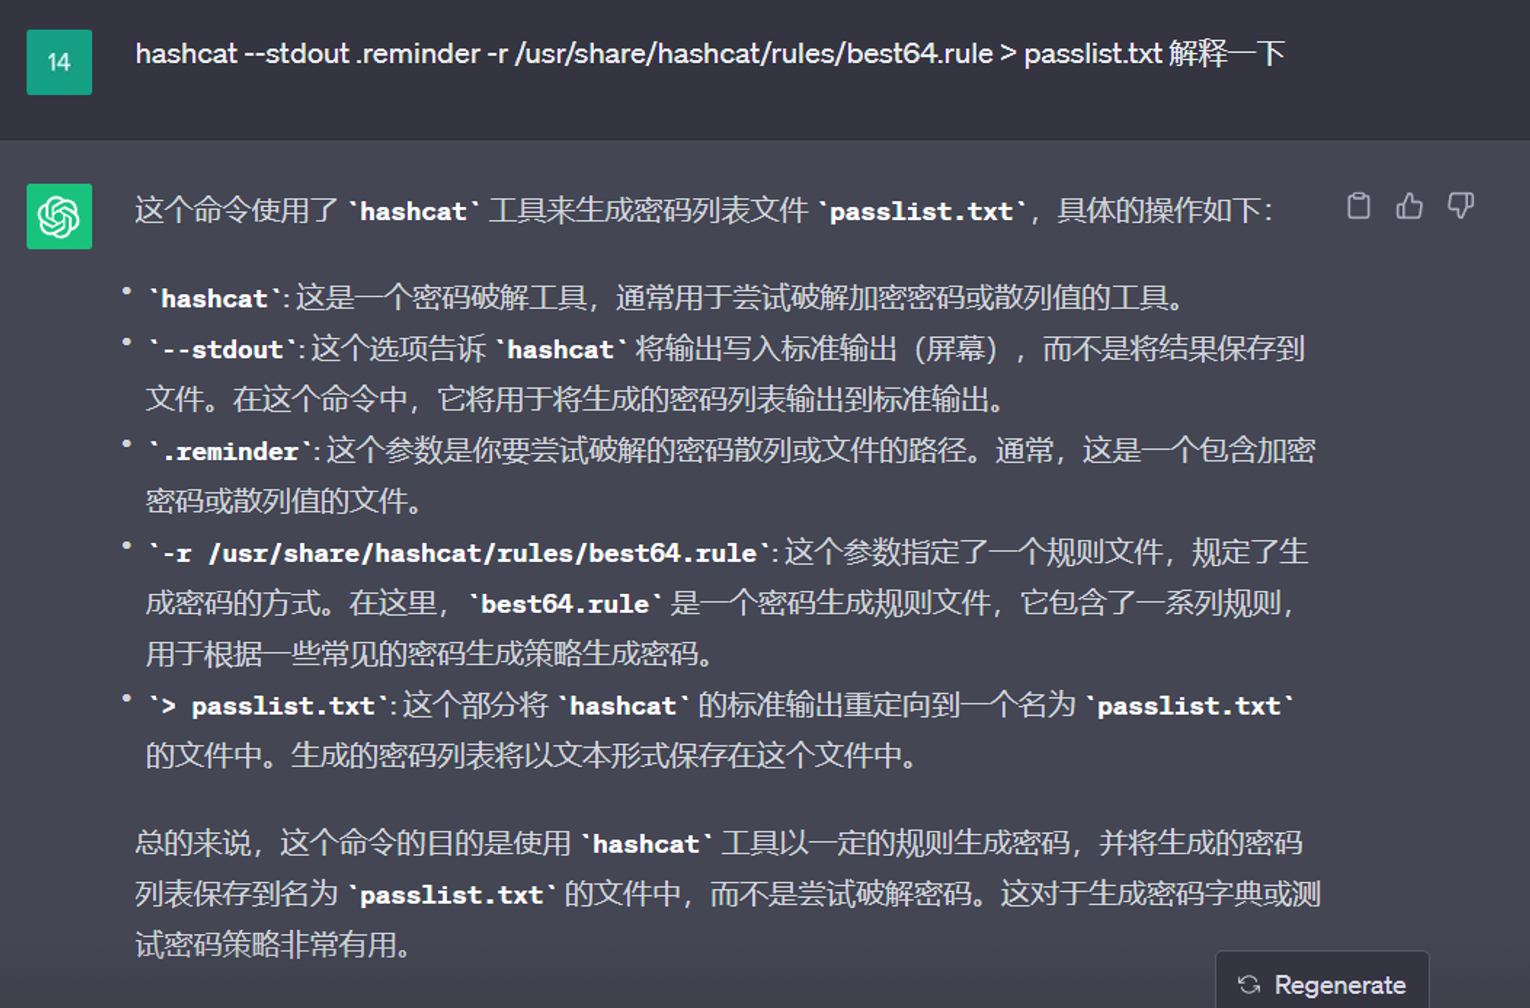 14
hashcat --stdout .reminder -r /usr/share/hashcat/rules/best64.rule > passlist.txt 解释一下
这个命令使用了 `hashcat` 工具来生成密码列表文件 `passlist.txt`，具体的操作如下：
• `hashcat`: 这是一个密码破解工具，通常用于尝试破解加密密码或散列值的工具。
• `--stdout`: 这个选项告诉 `hashcat` 将输出写入标准输出（屏幕），而不是将结果保存到
文件。在这个命令中，它将用于将生成的密码列表输出到标准输出。
• `.reminder`: 这个参数是你要尝试破解的密码散列或文件的路径。通常，这是一个包含加密
密码或散列值的文件。
• `-r /usr/share/hashcat/rules/best64.rule`: 这个参数指定了一个规则文件，规定了生
成密码的方式。在这里，`best64.rule` 是一个密码生成规则文件，它包含了一系列规则，
用于根据一些常见的密码生成策略生成密码。
• `> passlist.txt`: 这个部分将 `hashcat` 的标准输出重定向到一个名为 `passlist.txt`
的文件中。生成的密码列表将以文本形式保存在这个文件中。
总的来说，这个命令的目的是使用 `hashcat` 工具以一定的规则生成密码，并将生成的密码
列表保存到名为 `passlist.txt` 的文件中，而不是尝试破解密码。这对于生成密码字典或测
试密码策略非常有用。
Regenerate